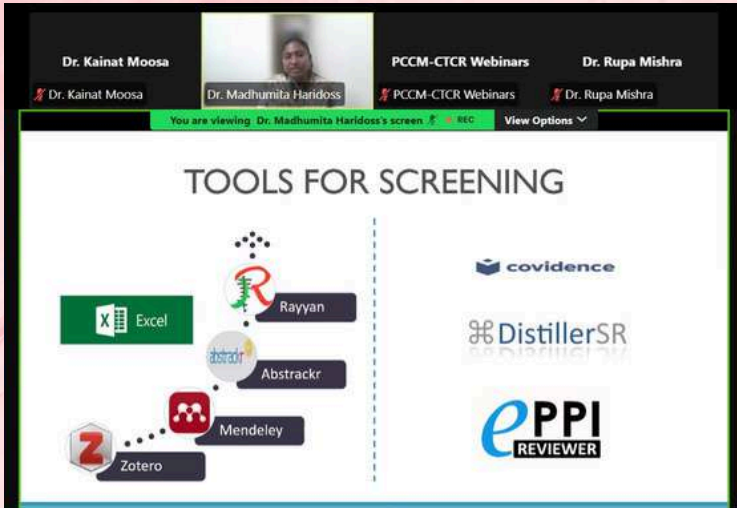 Dr. Kainat Moosa
PCCM-CTCR Webinars
Dr. Rupa Mishra
Dr. Kainat Moosa
Dr. Madhumita Haridoss
PCCM-CTCR Webinars
Dr. Rupa Mishra
You are viewing Dr. Madhumita Haridoss's screen
REC
View Options
TOOLS FOR SCREENING
X
Excel
R
Rayyan
abstrackr
Abstrackr
Mendeley
Z
Zotero
covidence
DistillerSR
ePPI
REVIEWER